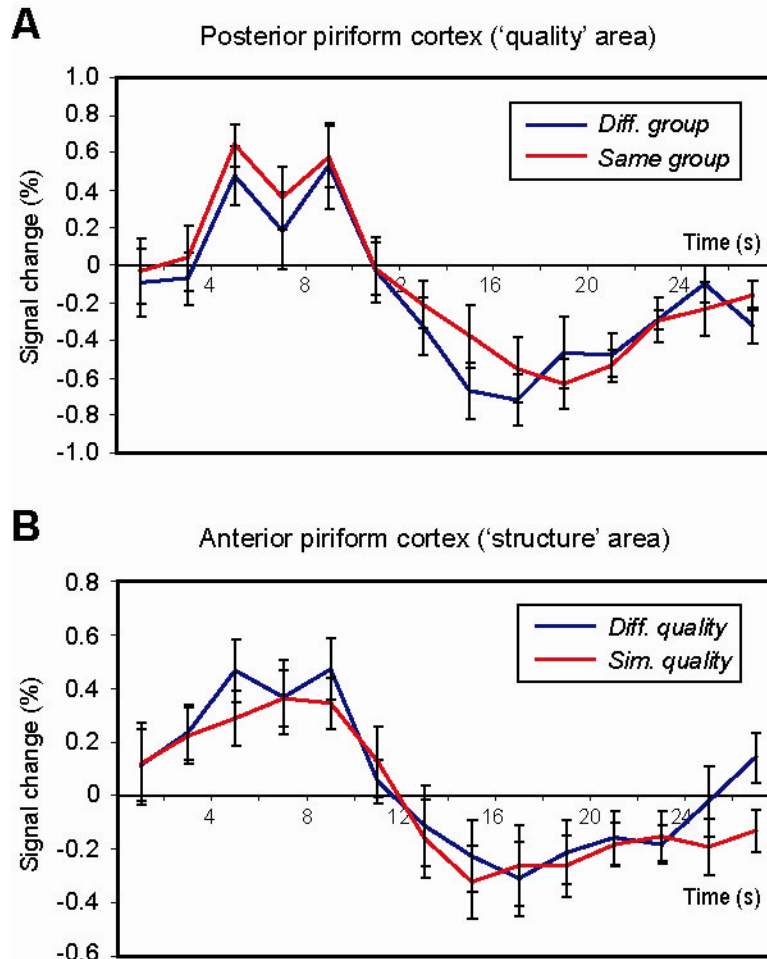 A
Posterior piriform cortex ('quality' area)
1.0
0.8
0.6
0.4
0.2
0
-0.2
-0.4
-0.6
-0.8
-1.0
Signal change (%)
Diff. group
Same group
Time (s)
4
16
20
24
B
Anterior piriform cortex ('structure' area)
0.8
0.6
0.4
0.2
0
-0.2
-0.4
-0.6
Signal change (%)
Diff. quality
Sim. quality
4
12
16
20
24
Time (s)